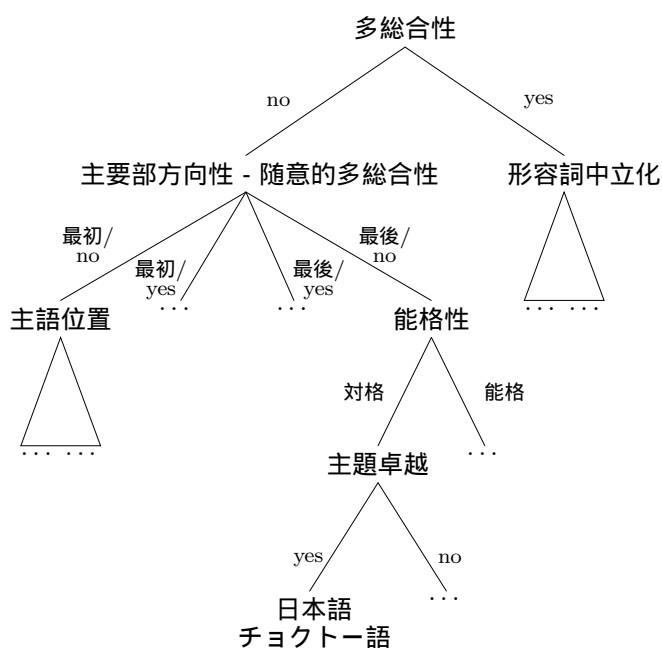 多総合性
no
yes
主要部方向性 - 随意的多総合性
形容詞中立化
最初/
no
最初/
yes
最後/
yes
最後/
no
主語位置
...
...
能格性
... ...
対格
能格
... ...
主題卓越
...
yes
no
日本語
チョクトー語
...